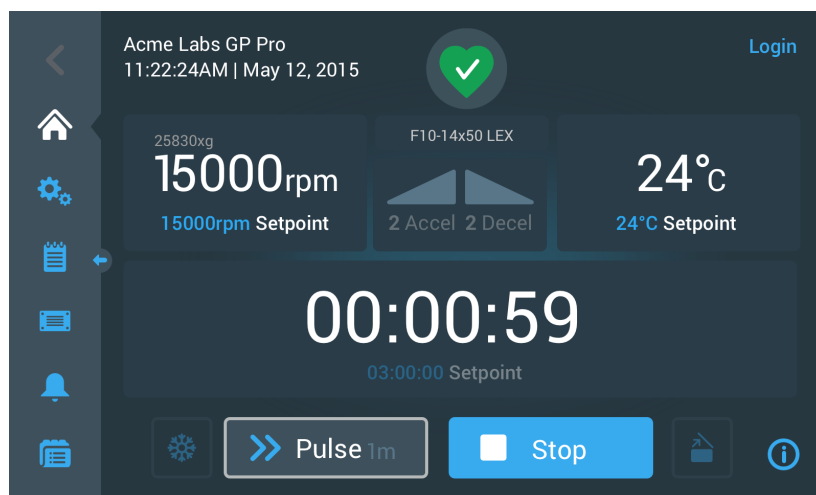 Acme Labs GP Pro
11:22:24AM | May 12, 2015
Login
25830xg
15000rpm
15000rpm Setpoint
F10-14x50 LEX
2 Accel 2 Decel
24°C
24°C Setpoint
00:00:59
03:00:00 Setpoint
Pulse 1m
Stop